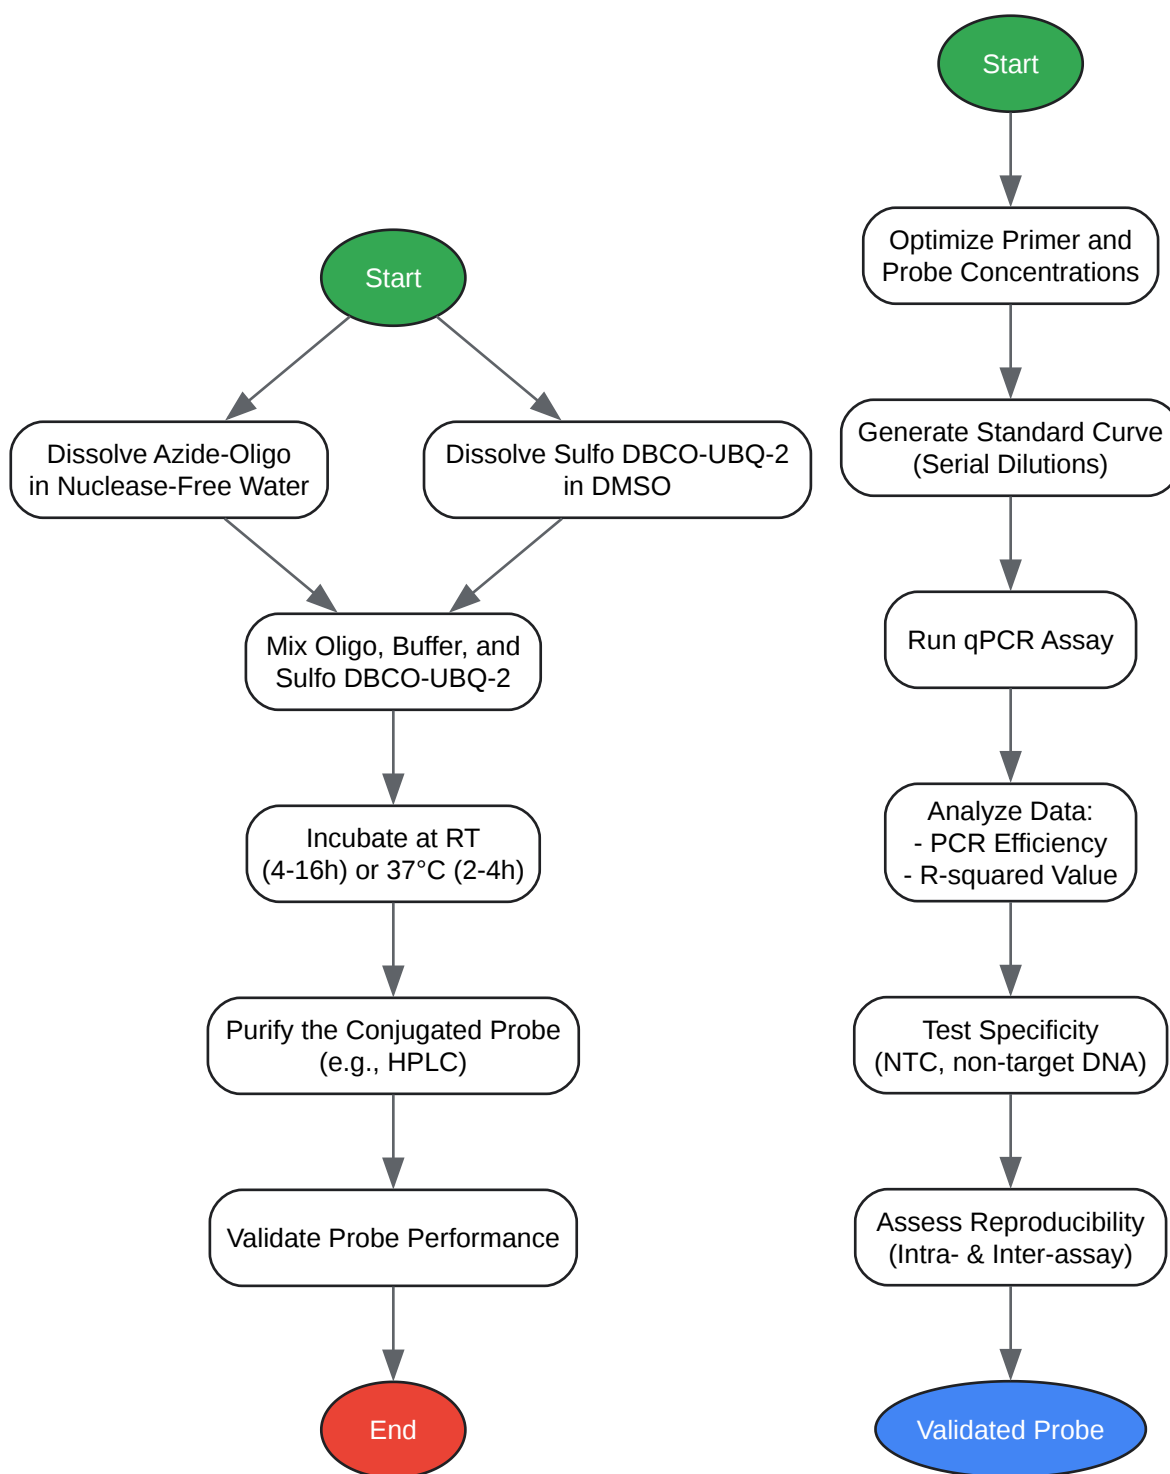 Start
Dissolve Azide-Oligo
in Nuclease-Free Water
Dissolve Sulfo DBCO-UBQ-2
in DMSO
Mix Oligo, Buffer, and
Sulfo DBCO-UBQ-2
Incubate at RT
(4-16h) or 37°C (2-4h)
Purify the Conjugated Probe
(e.g., HPLC)
Validate Probe Performance
End
Start
Optimize Primer and
Probe Concentrations
Generate Standard Curve
(Serial Dilutions)
Run qPCR Assay
Analyze Data:
- PCR Efficiency
- R-squared Value
Test Specificity
(NTC, non-target DNA)
Assess Reproducibility
(Intra- & Inter-assay)
Validated Probe